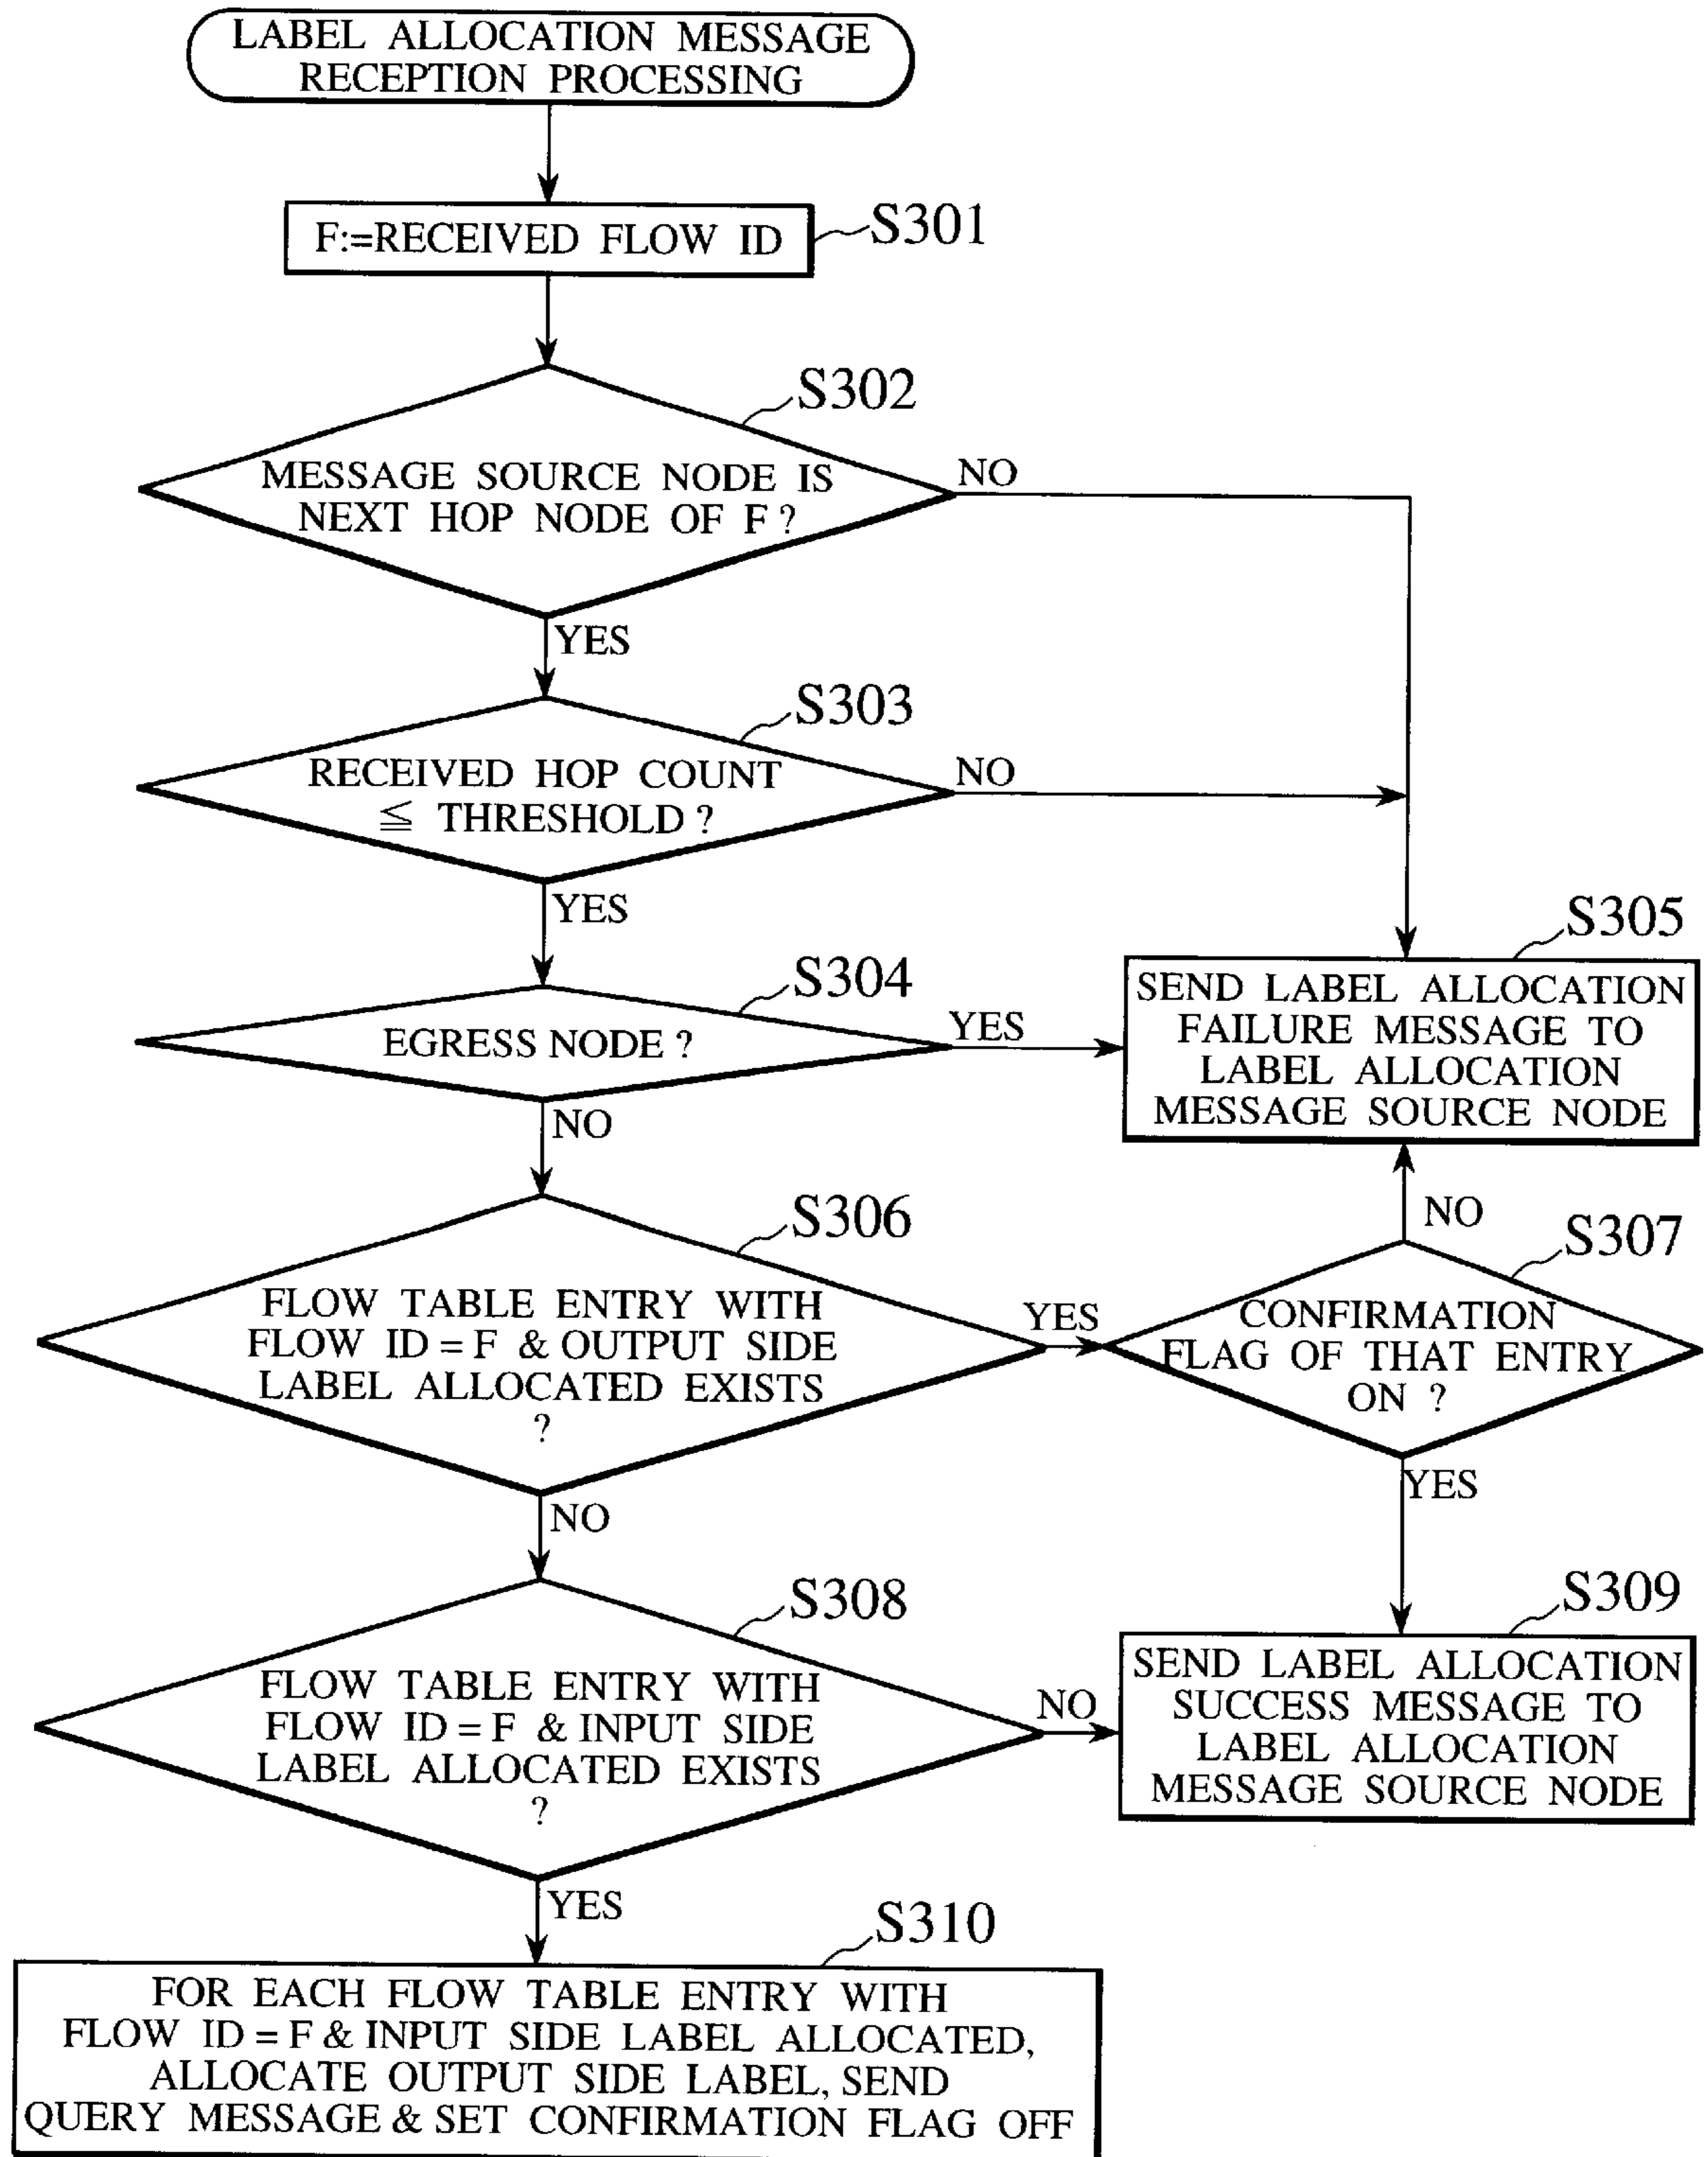 LABEL ALLOCATION MESSAGE
RECEPTION PROCESSING
F:=RECEIVED FLOW ID
S301
S302
MESSAGE SOURCE NODE IS
NEXT HOP NODE OF F ?
NO
YES
S303
RECEIVED HOP COUNT
≦ THRESHOLD ?
NO
YES
S304
EGRESS NODE ?
YES
NO
S305
SEND LABEL ALLOCATION
FAILURE MESSAGE TO
LABEL ALLOCATION
MESSAGE SOURCE NODE
S306
FLOW TABLE ENTRY WITH
FLOW ID = F & OUTPUT SIDE
LABEL ALLOCATED EXISTS
?
YES
NO
NO
S307
CONFIRMATION
FLAG OF THAT ENTRY
ON ?
YES
S308
FLOW TABLE ENTRY WITH
FLOW ID = F & INPUT SIDE
LABEL ALLOCATED EXISTS
?
NO
YES
S309
SEND LABEL ALLOCATION
SUCCESS MESSAGE TO
LABEL ALLOCATION
MESSAGE SOURCE NODE
S310
FOR EACH FLOW TABLE ENTRY WITH
FLOW ID = F & INPUT SIDE LABEL ALLOCATED,
ALLOCATE OUTPUT SIDE LABEL, SEND
QUERY MESSAGE & SET CONFIRMATION FLAG OFF